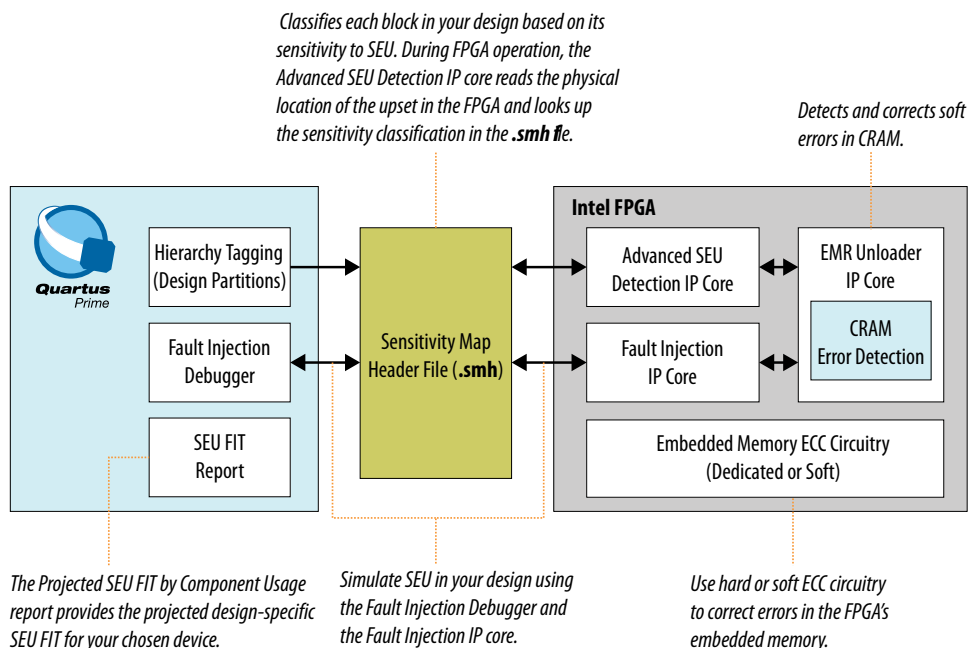 Classifies each block in your design based on its
sensitivity to SEU. During FPGA operation, the
Advanced SEU Detection IP core reads the physical
location of the upset in the FPGA and looks up
the sensitivity classification in the .smh file.
Detects and corrects soft
errors in CRAM.
Quartus
Prime
Hierarchy Tagging
(Design Partitions)
Fault Injection
Debugger
SEU FIT
Report
Sensitivity Map
Header File (.smh)
Intel FPGA
Advanced SEU
Detection IP Core
Fault Injection
IP Core
EMR Unloader
IP Core
CRAM
Error Detection
Embedded Memory ECC Circuitry
(Dedicated or Soft)
The Projected SEU FIT by Component Usage
report provides the projected design-specific
SEU FIT for your chosen device.
Simulate SEU in your design using
the Fault Injection Debugger and
the Fault Injection IP core.
Use hard or soft ECC circuitry
to correct errors in the FPGA's
embedded memory.